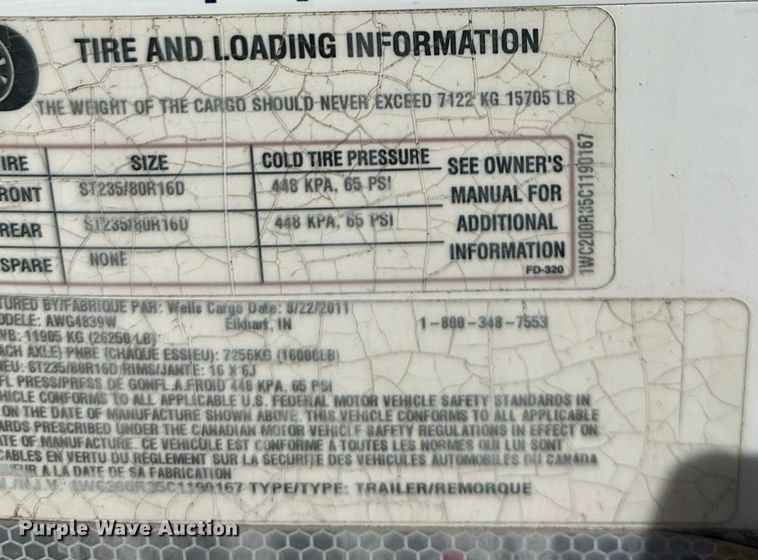 TIRE AND LOADING INFORMATION
THE WEIGHT OF THE CARGO SHOULD NEVER EXCEED 7122 KG 15705 LB
IRE SIZE COLD TIRE PRESSURE SEE OWNER'S
RONT ST235/80R16D 448 KPA, 65 PSI MANUAL FOR
REAR ST235/80R16D 448 KPA, 65 PSI ADDITIONAL
SPARE NONE INFORMATION
FD-320
1WC200R35C1190167
TURED BY/FABRIQUE PAR: Wells Cargo Date: 8/22/2011
ODELE: AWG4839W Elkhart, IN 1-800-348-7553
VB: 11905 KG (26250 LB)
ACH AXLE) PNBE (CHAQUE ESSIEU): 7256KG (16000LB)
NEU: ST235/80R16D RIMS/JANTE: 16 X 6J
FL PRESS/PRESS DE GONFL.A.FROID 448 KPA, 65 PSI
HICLE CONFORMS TO ALL APPLICABLE U.S. FEDERAL MOTOR VEHICLE SAFETY STANDARDS IN
ON THE DATE OF MANUFACTURE SHOWN ABOVE. THIS VEHICLE CONFORMS TO ALL APPLICABLE
ARDS PRESCRIBED UNDER THE CANADIAN MOTOR VEHICLE SAFETY REGULATIONS IN EFFECT ON
TE OF MANUFACTURE. CE VEHICULE EST CONFORME A TOUTES LES NORMES QUI LUI SONT
CABLES EN VERTU DU REGLEMENT SUR LA SECURITE DES VEHICULES AUTOMOBILES DU CANADA
UEUR A LA DATE DE SA FABRICATION
N./N.I.V.: 1WC200R35C1190167 TYPE/TYPE: TRAILER/REMORQUE
Purple Wave Auction